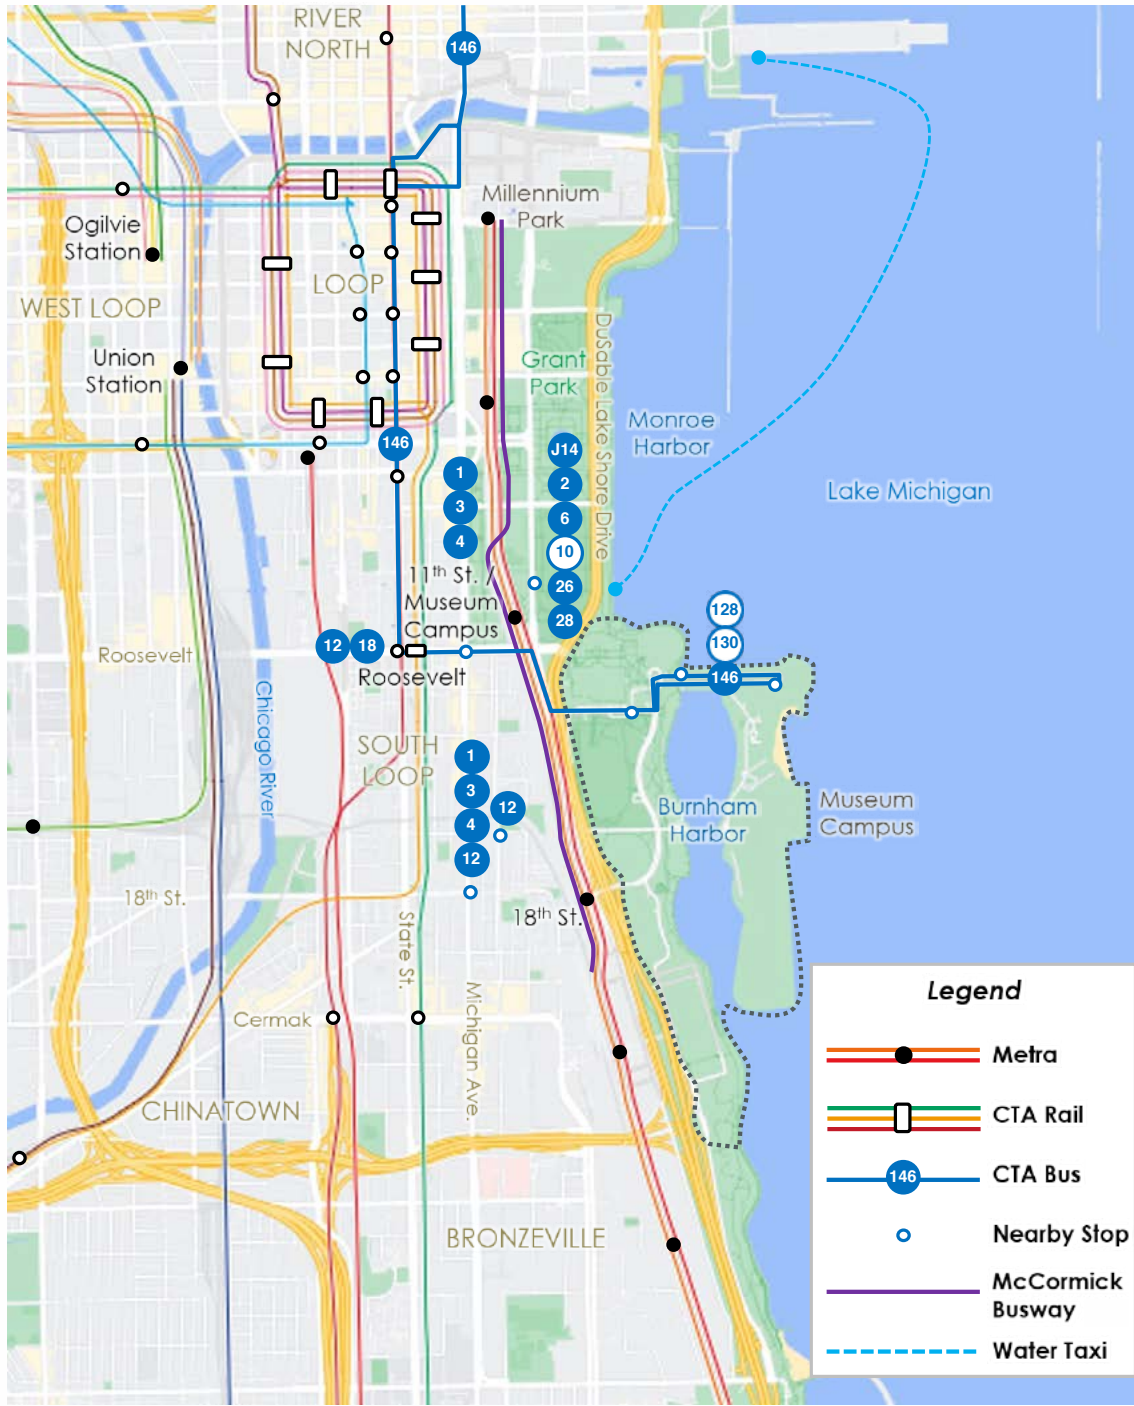 RIVER
NORTH
146
Millennium
Park
Ogilvie
Station
LOOP
WEST LOOP
Union
Station
Grant
Park
DuSable Lake Shore Drive
Monroe
Harbor
Lake Michigan
146
J14
1
2
3
6
4
10
26
28
11th St. /
Museum
Campus
128
130
146
12
18
Roosevelt
Roosevelt
Chicago River
SOUTH
LOOP
1
3
12
4
12
Burnham
Harbor
Museum
Campus
18th St.
18th St.
State St.
Michigan Ave.
Cermak
CHINATOWN
BRONZEVILLE
Legend
Metra
CTA Rail
146
CTA Bus
Nearby Stop
McCormick
Busway
Water Taxi